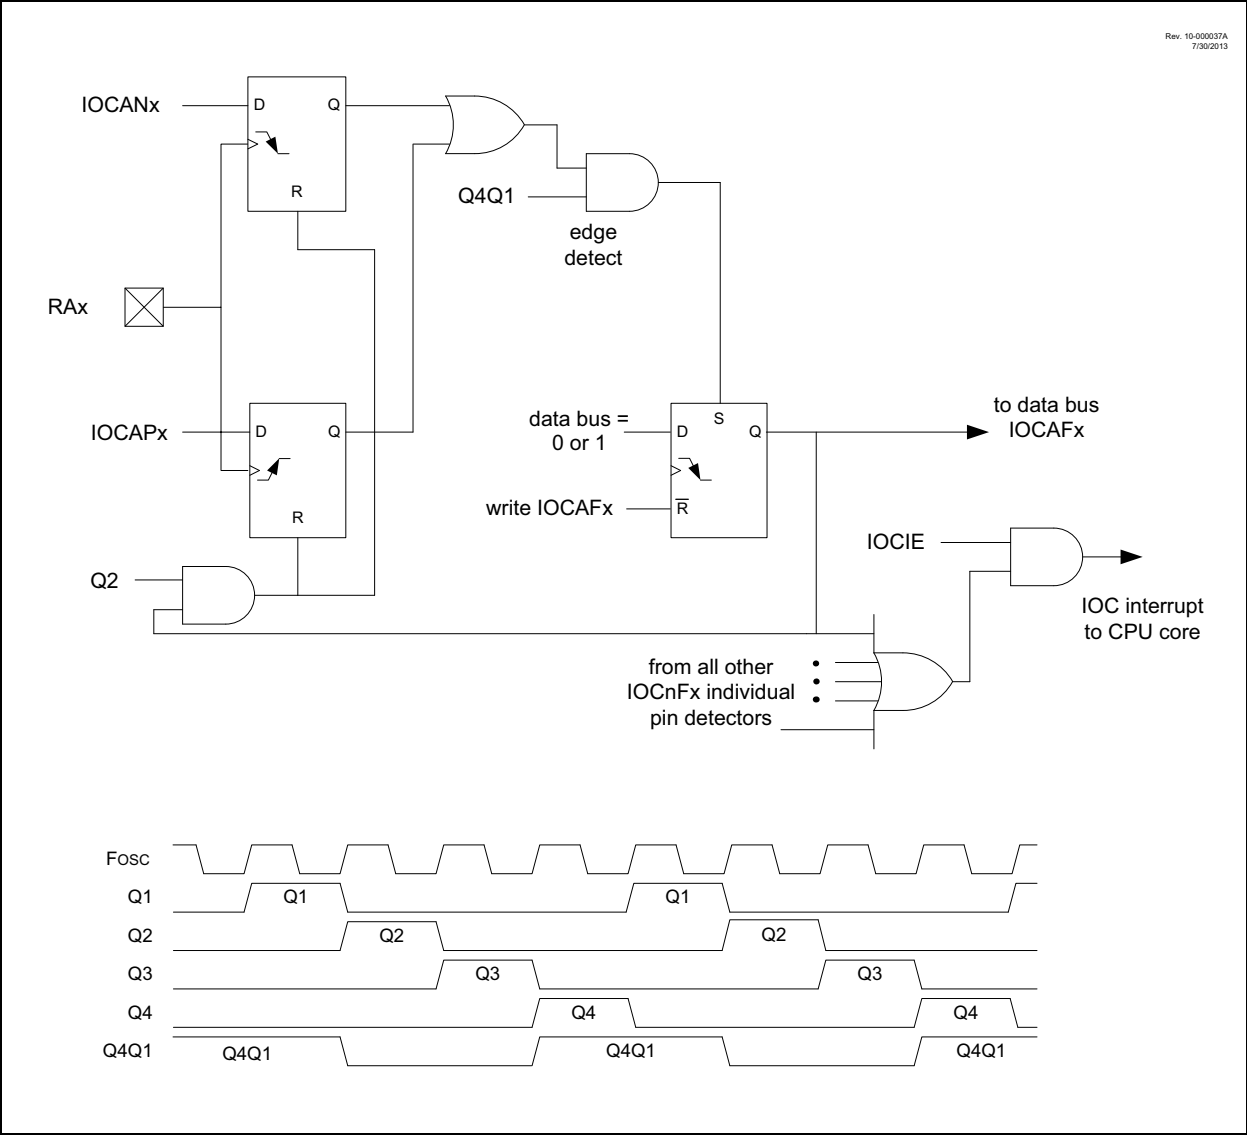 Rev. 10-000037A
7/30/2013
IOCANx
D
Q
R
Q4Q1
edge
detect
RAx
IOCAPx
D
Q
R
data bus =
0 or 1
S
D
Q
write IOCAFx
R̅
to data bus
IOCAFx
IOCIE
Q2
IOC interrupt
to CPU core
from all other
IOCnFx individual
pin detectors
FOSC
Q1
Q1
Q1
Q2
Q2
Q2
Q3
Q3
Q3
Q4
Q4
Q4
Q4Q1
Q4Q1
Q4Q1
Q4Q1